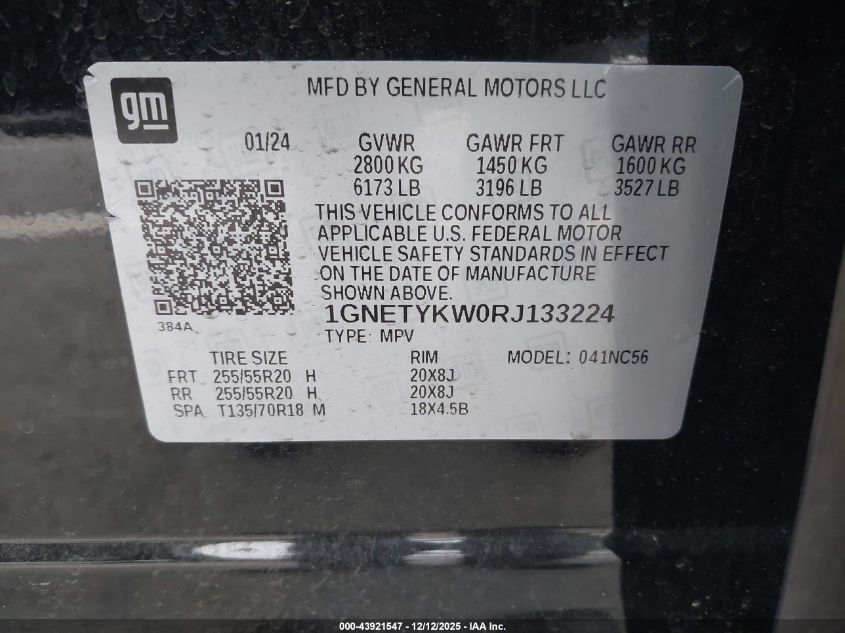 gm
MFD BY GENERAL MOTORS LLC
01/24 GVWR GAWR FRT GAWR RR
2800 KG 1450 KG 1600 KG
6173 LB 3196 LB 3527 LB
THIS VEHICLE CONFORMS TO ALL
APPLICABLE U.S. FEDERAL MOTOR
VEHICLE SAFETY STANDARDS IN EFFECT
ON THE DATE OF MANUFACTURE
SHOWN ABOVE.
1GNETYKW0RJ133224
384A
TYPE: MPV
TIRE SIZE RIM MODEL: 041NC56
FRT 255/55R20 H 20X8J
RR 255/55R20 H 20X8J
SPA T135/70R18 M 18X4.5B
000-43921547 - 12/12/2025 - IAA Inc.